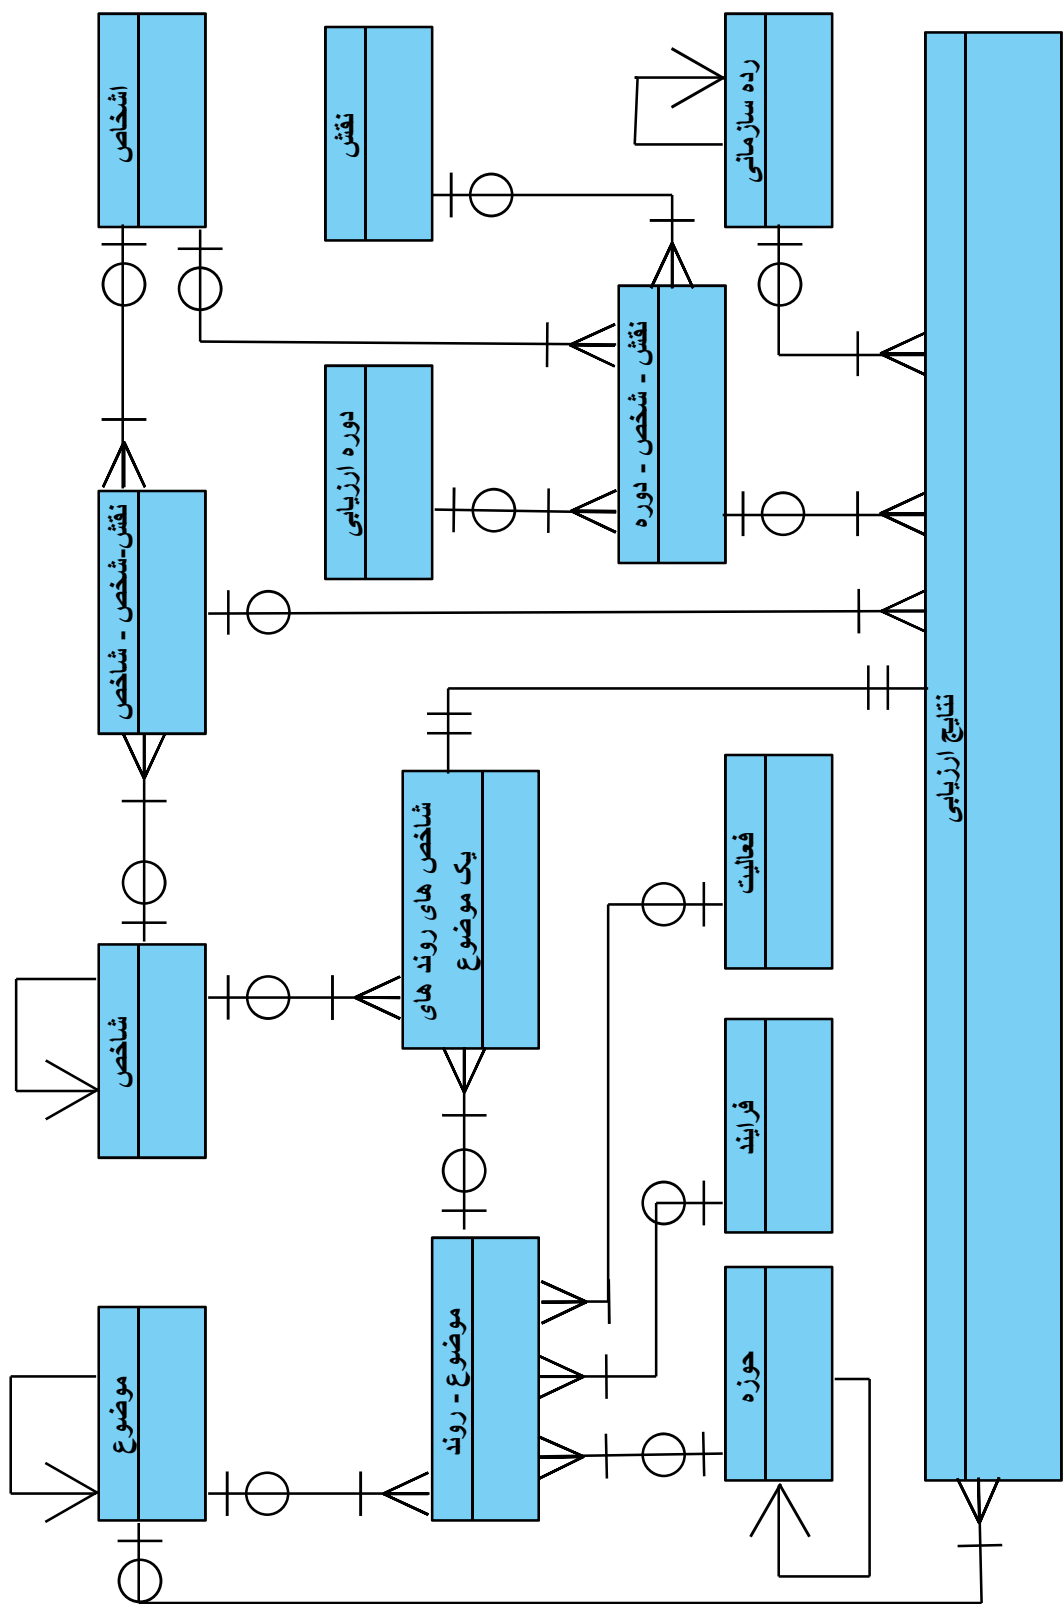 اشخاص
نقش
رده سازمانی
نقش - شخص - دوره
دوره ارزیابی
نقش-شخص - شاخص
نتایج ارزیابی
شاخص های روند های
یک موضوع
فعالیت
شاخص
فرایند
موضوع - روند
حوزه
موضوع